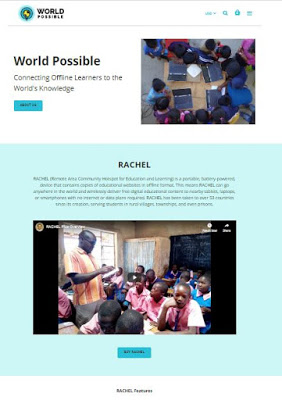 WORLD
POSSIBLE
USD
World Possible
Connecting Offline Learners to the
World's Knowledge
ABOUT US
RACHEL
RACHEL (Remote Area Community Hotspot for Education and Learning) is a portable, battery-powered,
device that contains copies of educational websites in offline format. This means RACHEL can go
anywhere in the world and wirelessly deliver free digital educational content to nearby tablets, laptops,
or smartphones with no internet or data plans required. RACHEL has been taken to over 53 countries
since its creation, serving students in rural villages, townships, and even prisons.
RACHEL Plus Overview
Share
BUY RACHEL
RACHEL Features